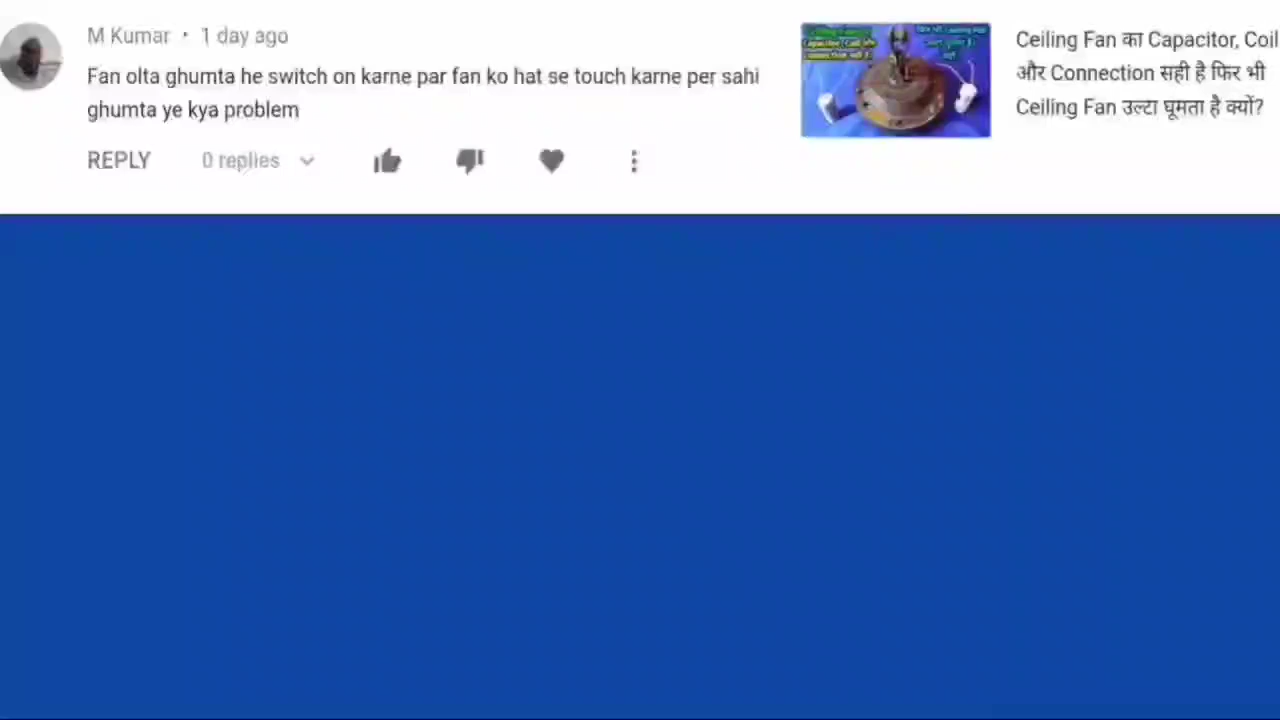 M Kumar • 1 day ago
Fan olta ghumta he switch on karne par fan ko hat se touch karne per sahi
ghumta ye kya problem
REPLY 0 replies
Ceiling Fan का Capacitor, Coil
और Connection सही है फिर भी
Ceiling Fan उल्टा घूमता है क्यों?